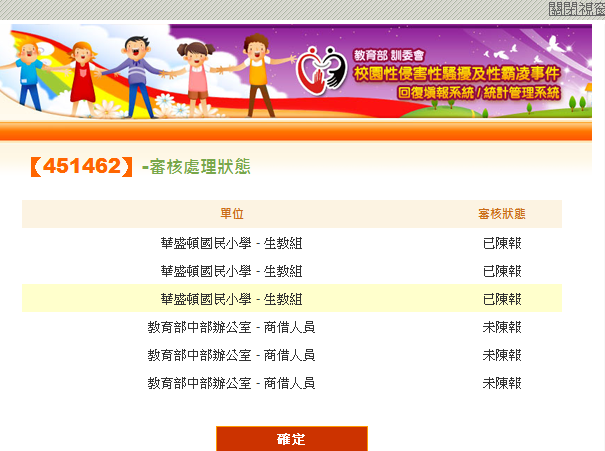 關閉視窗
教育部 訓委會
校園性侵害性騷擾及性霸凌事件
回復填報系統 / 統計管理系統
【451462】-審核處理狀態
單位 審核狀態
華盛頓國民小學 - 生教組 已陳報
華盛頓國民小學 - 生教組 已陳報
華盛頓國民小學 - 生教組 已陳報
教育部中部辦公室 - 商借人員 未陳報
教育部中部辦公室 - 商借人員 未陳報
教育部中部辦公室 - 商借人員 未陳報
確定